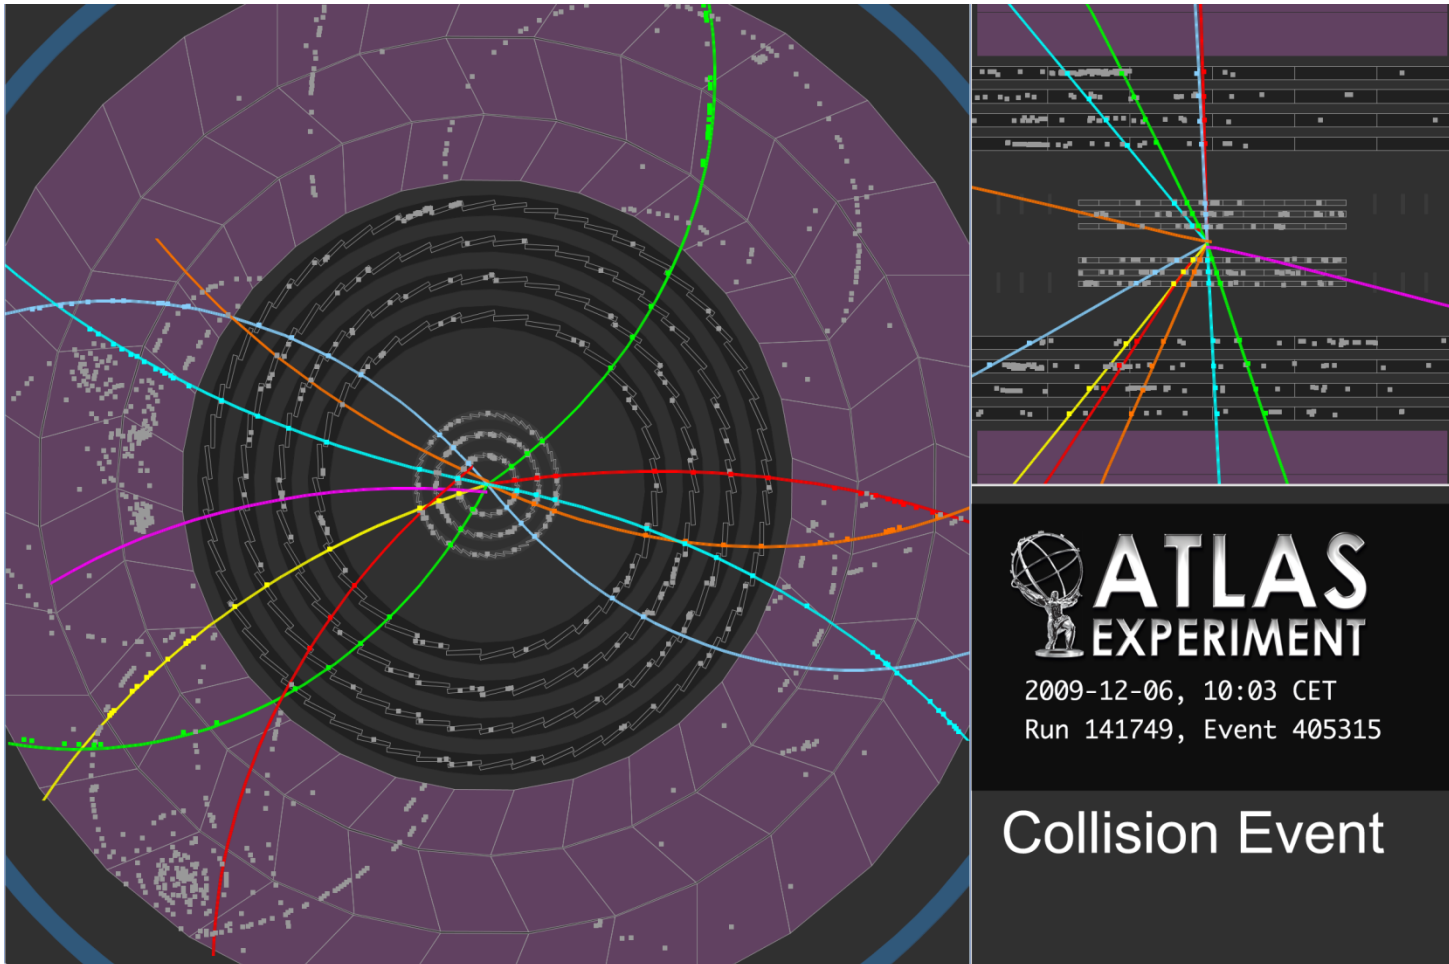 ATLAS
EXPERIMENT
2009-12-06, 10:03 CET
Run 141749, Event 405315
Collision Event